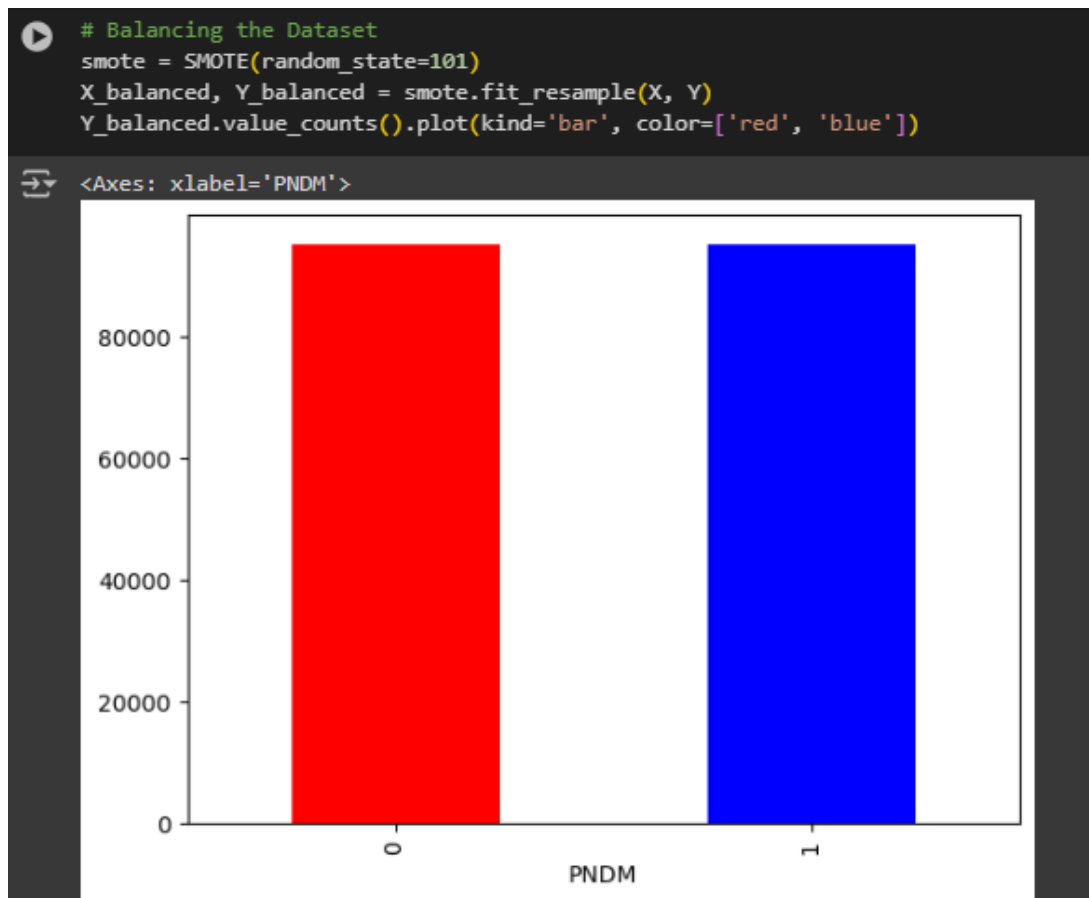 # Balancing the Dataset
smote = SMOTE(random_state=101)
X_balanced, Y_balanced = smote.fit_resample(X, Y)
Y_balanced.value_counts().plot(kind='bar', color=['red', 'blue'])
<Axes: xlabel='PNDM'>
80000
60000
40000
20000
0
0
1
PNDM